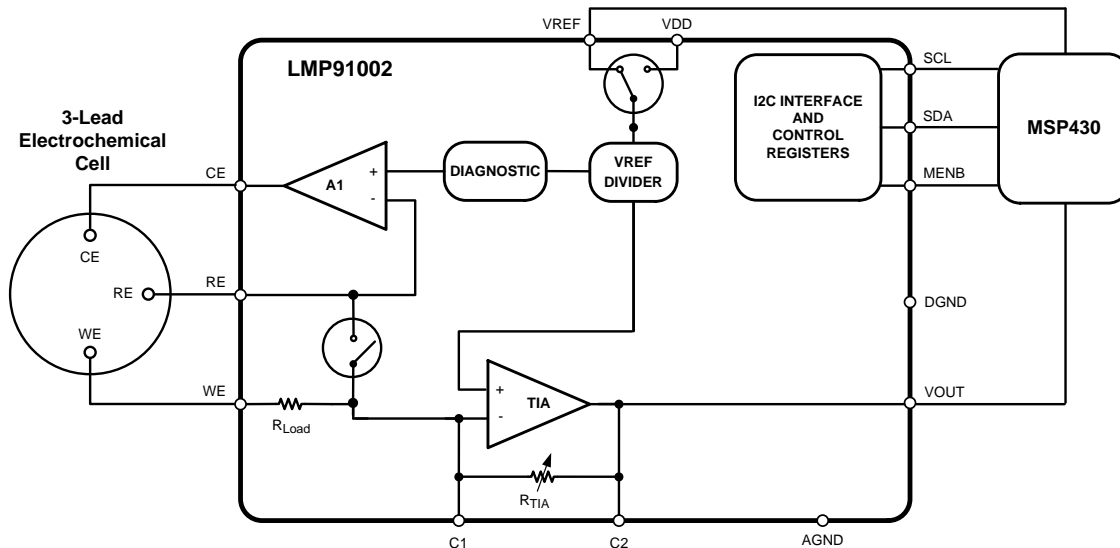 VREF
VDD
LMP91002
SCL
I2C INTERFACE
AND
CONTROL
REGISTERS
SDA
MSP430
MENB
3-Lead
Electrochemical
Cell
CE
A1
+
-
DIAGNOSTIC
VREF
DIVIDER
CE
RE
RE
WE
DGND
WE
RLoad
+
-
TIA
VOUT
RTIA
C1
C2
AGND